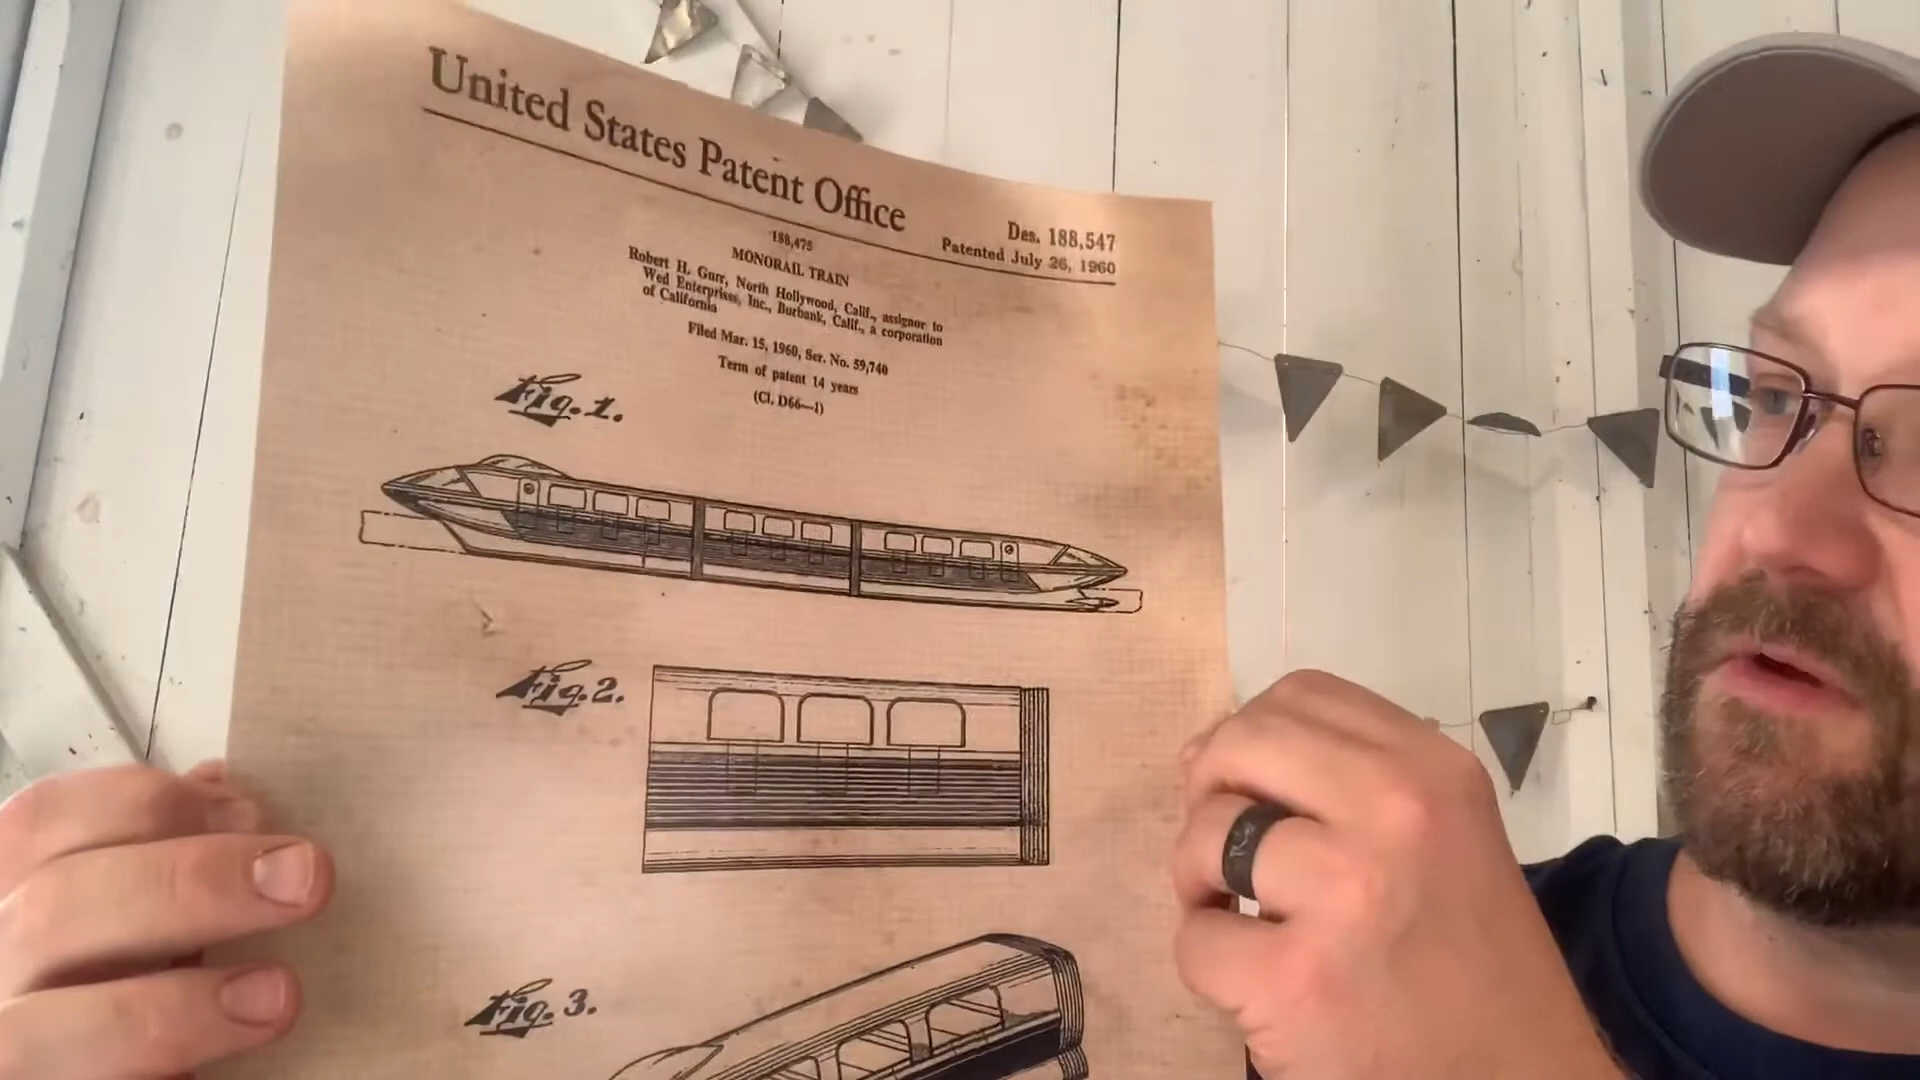 United States Patent Office
Des. 188,547
Patented July 26, 1960
188,475
MONORAIL TRAIN
Robert H. Gurr, North Hollywood, Calif., assignor to
Wed Enterprises, Inc., Burbank, Calif., a corporation
of California
Filed Mar. 15, 1960, Ser. No. 59,740
Term of patent 14 years
(Cl. D66—1)
Fig. 1.
Fig. 2.
Fig. 3.